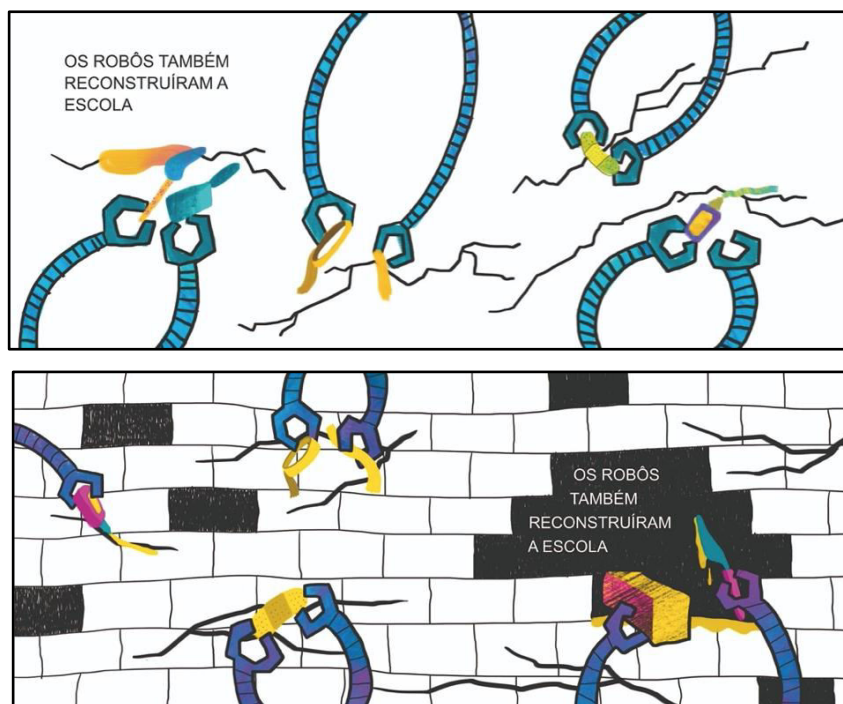 OS ROBÔS TAMBÉM
RECONSTRUÍRAM A
ESCOLA
OS ROBÔS
TAMBÉM
RECONSTRUÍRAM
A ESCOLA